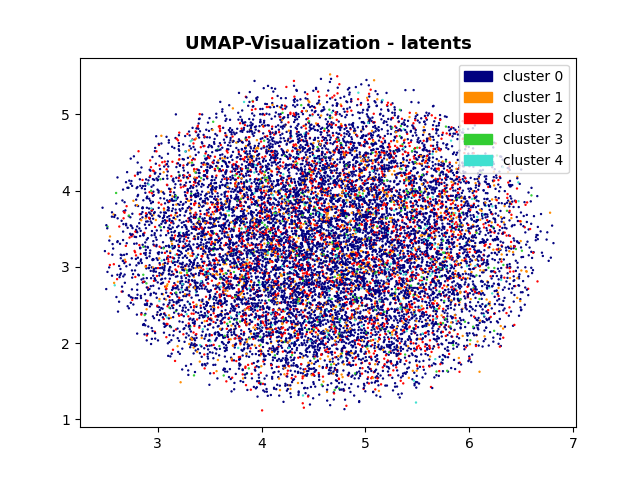 UMAP-Visualization - latents
cluster 0
cluster 1
cluster 2
cluster 3
cluster 4
5
4
3
2
1
3 4 5 6 7